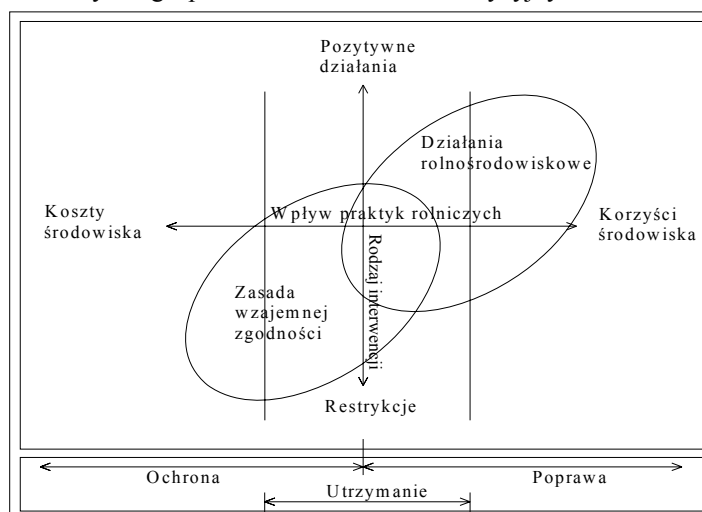 Pozytywne
działania
Działania
rolnośrodowiskowe
Koszty
środowiska
Wpływ praktyk rolniczych
Korzyści
środowiska
Rodzaj interwencji
Zasada
wzajemnej
zgodności
Restrykcje
Ochrona
Poprawa
Utrzymanie